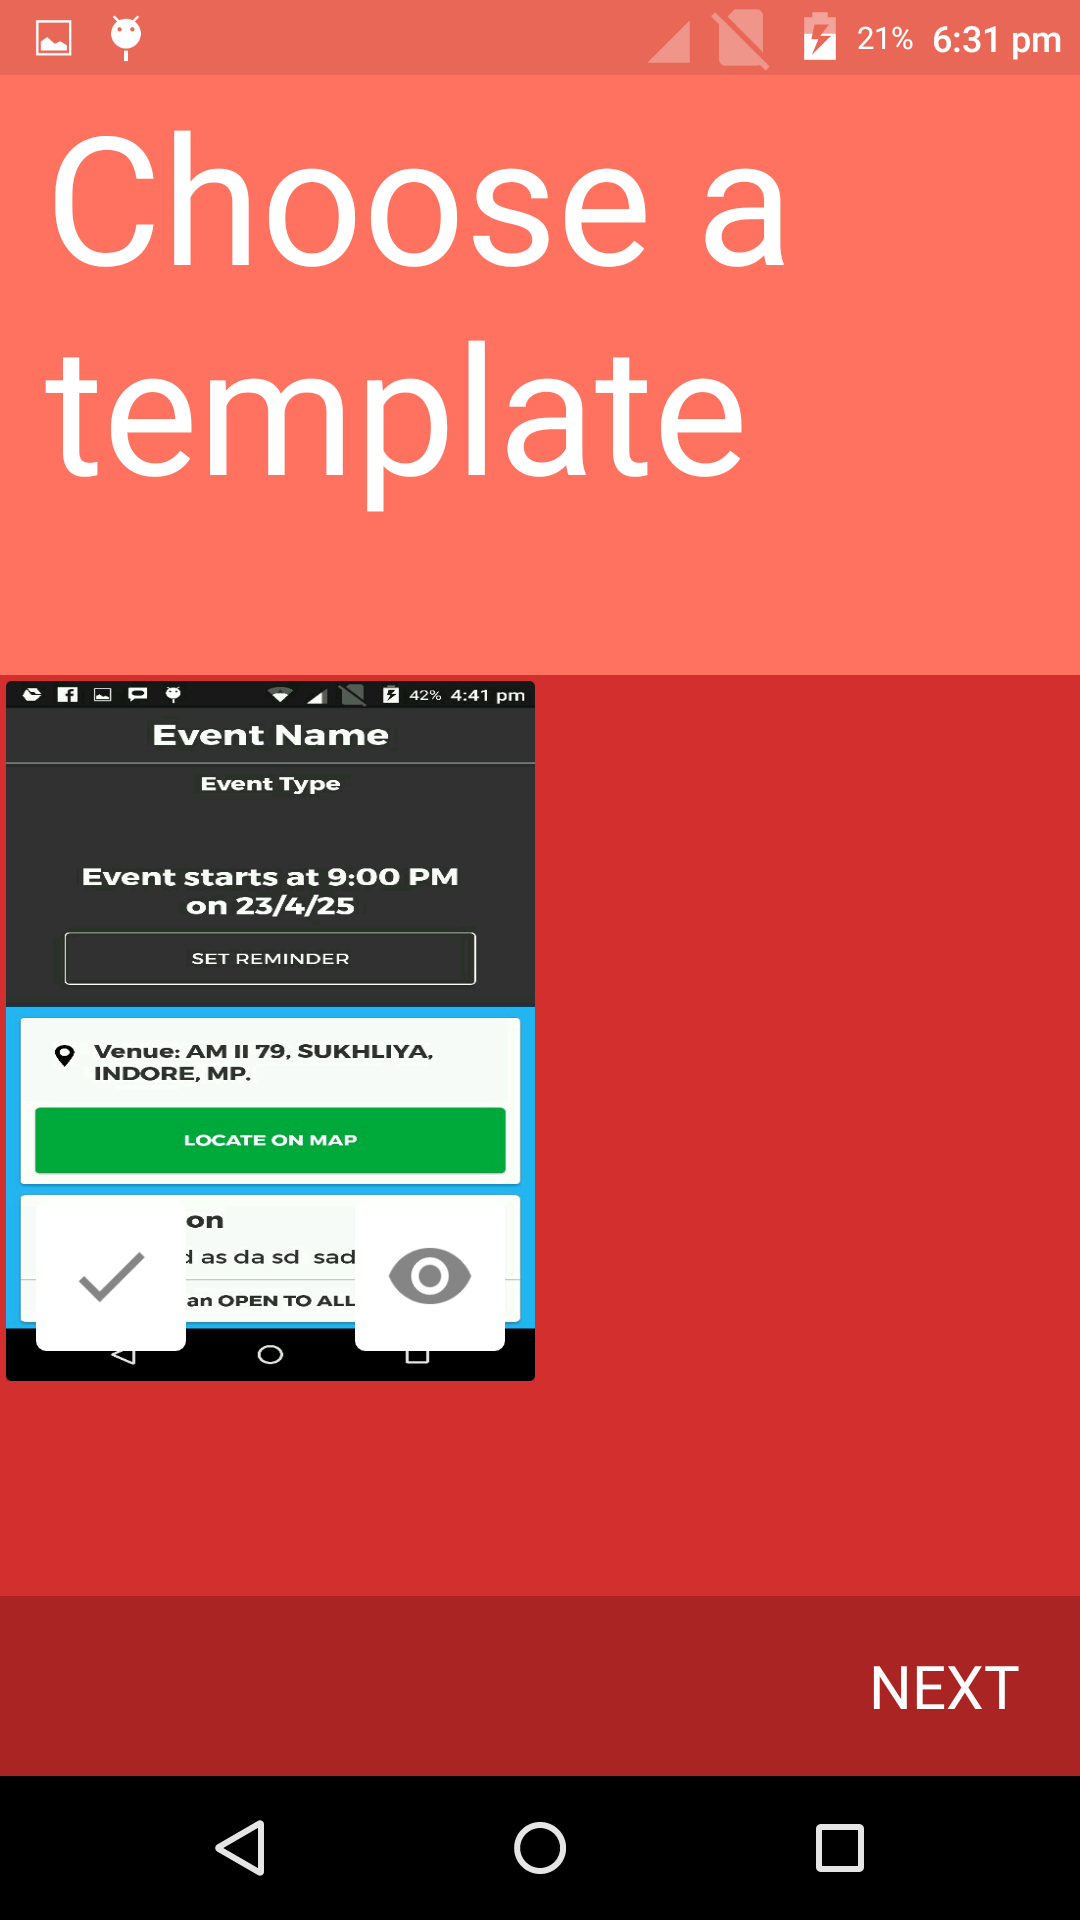 21% 6:31 pm
Choose a
template
42% 4:41 pm
Event Name
Event Type
Event starts at 9:00 PM
on 23/4/25
SET REMINDER
Venue: AM II 79, SUKHLIYA,
INDORE, MP.
LOCATE ON MAP
on
d as da sd sad
an OPEN TO ALL
NEXT